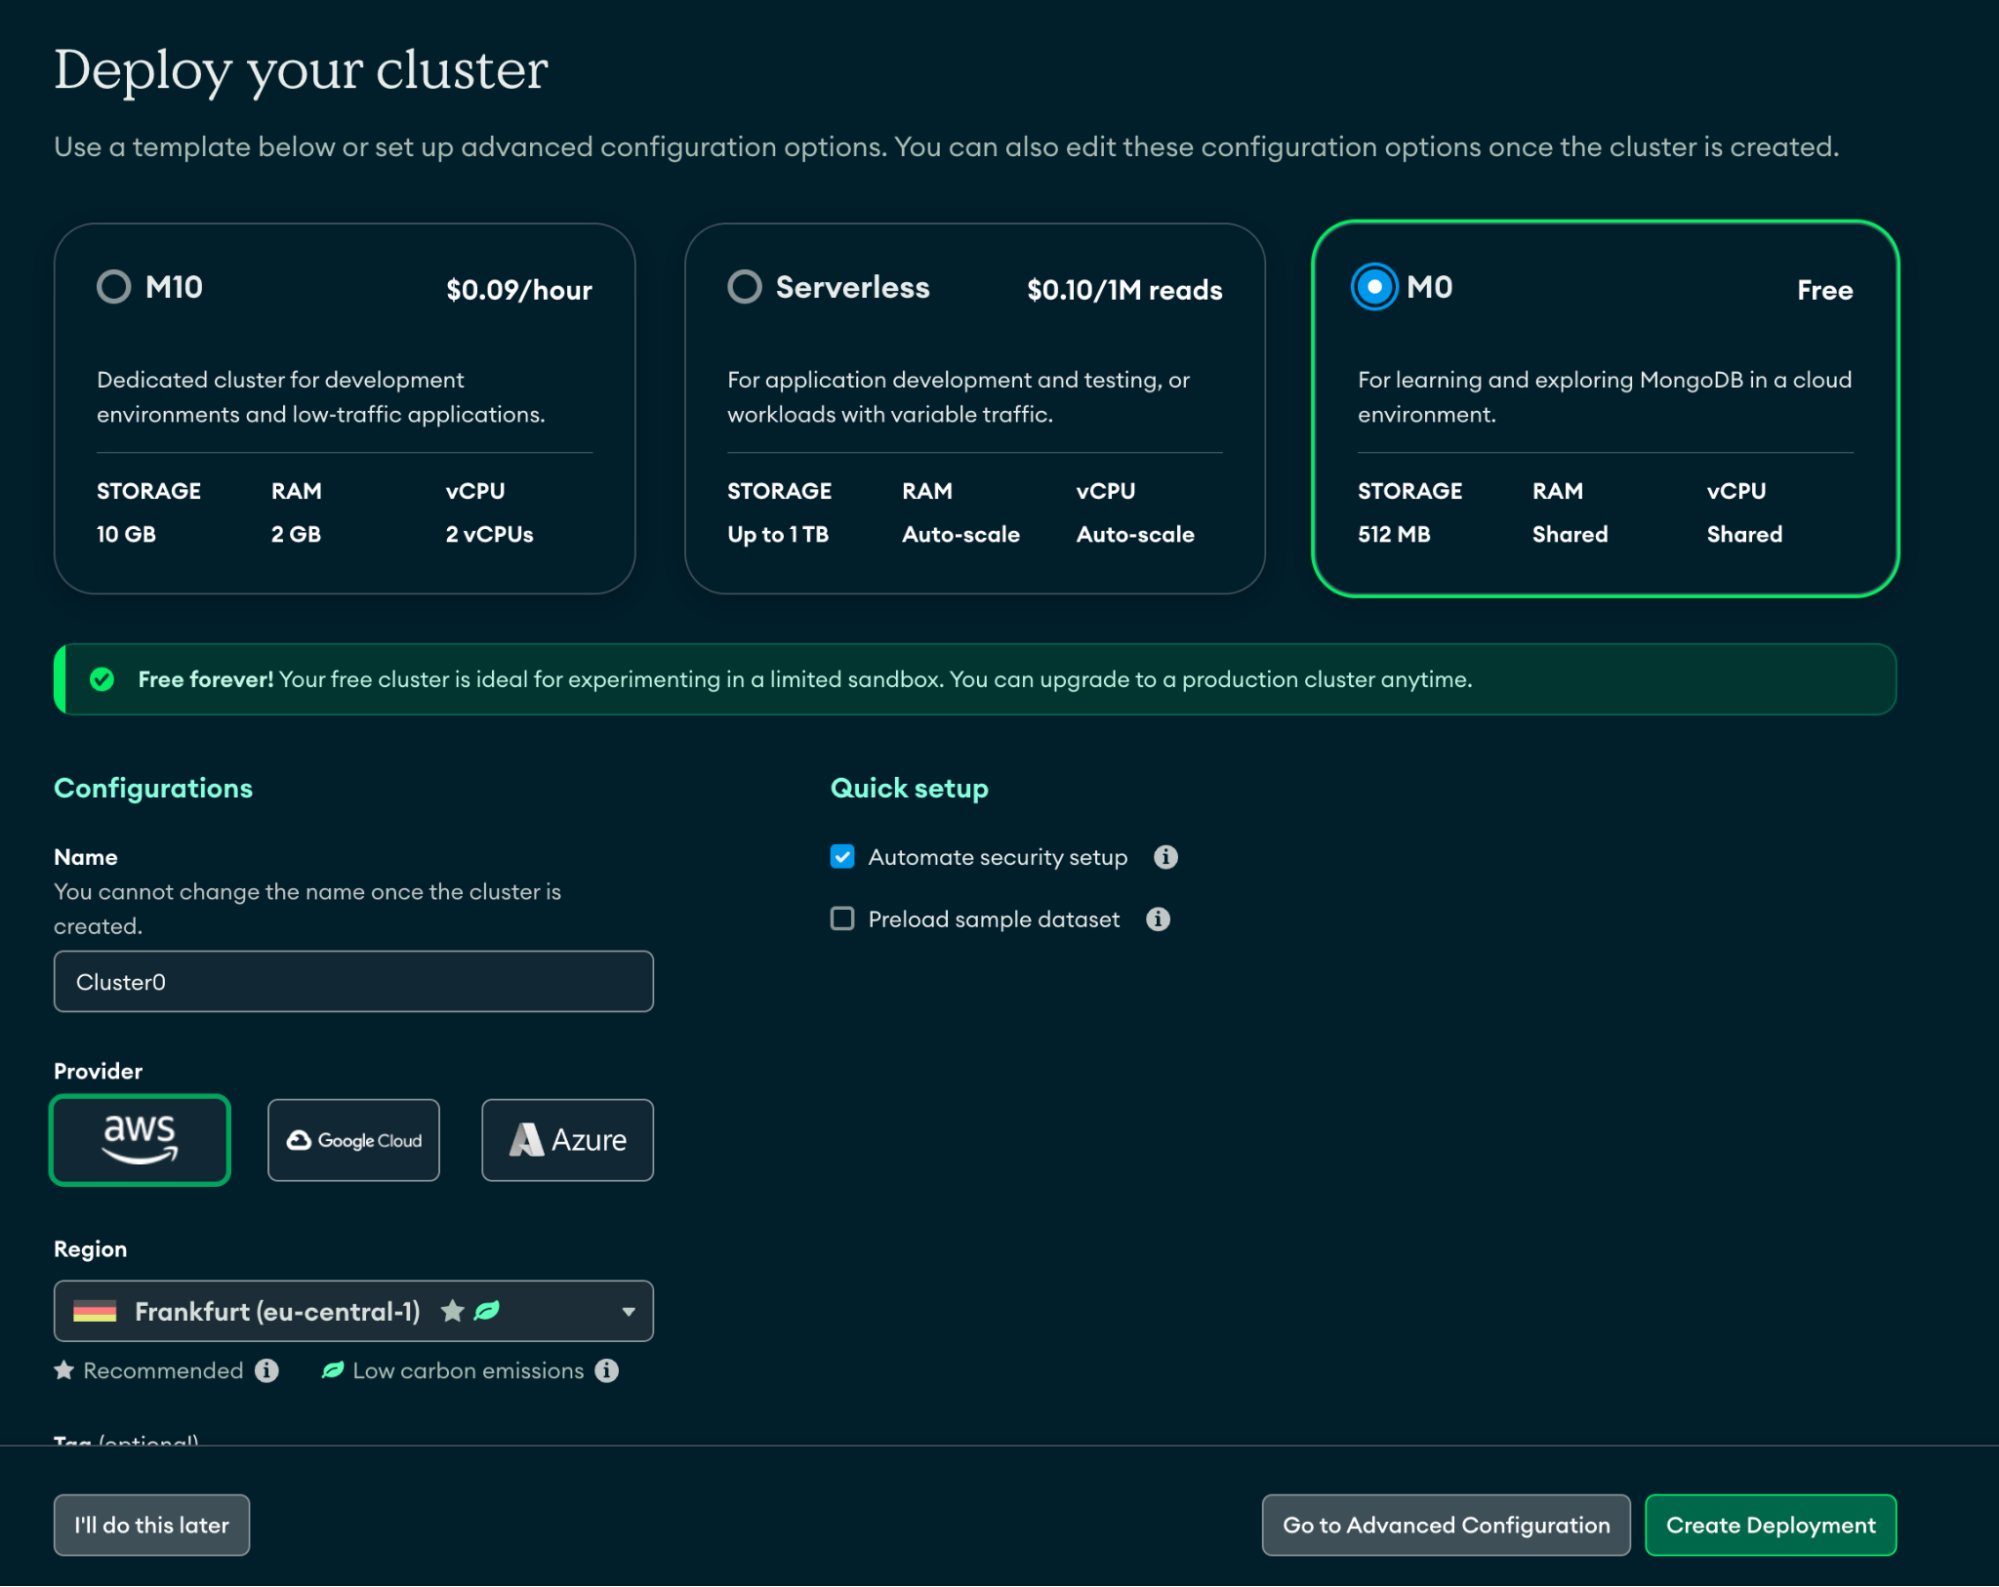 Deploy your cluster
Use a template below or set up advanced configuration options. You can also edit these configuration options once the cluster is created.
M10 $0.09/hour
Dedicated cluster for development
environments and low-traffic applications.
STORAGE RAM vCPU
10 GB 2 GB 2 vCPUs
Serverless $0.10/1M reads
For application development and testing, or
workloads with variable traffic.
STORAGE RAM vCPU
Up to 1 TB Auto-scale Auto-scale
M0 Free
For learning and exploring MongoDB in a cloud
environment.
STORAGE RAM vCPU
512 MB Shared Shared
Free forever! Your free cluster is ideal for experimenting in a limited sandbox. You can upgrade to a production cluster anytime.
Configurations
Name
You cannot change the name once the cluster is
created.
Cluster0
Provider
aws Google Cloud Azure
Region
Frankfurt (eu-central-1)
Recommended Low carbon emissions
Tag (optional)
Quick setup
Automate security setup
Preload sample dataset
I'll do this later
Go to Advanced Configuration
Create Deployment